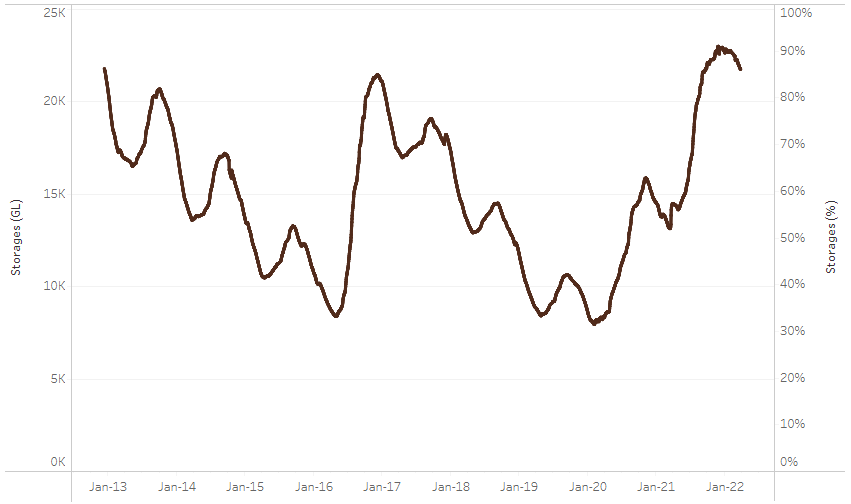 25K
20K
15K
10K
5K
0K
Storages (GL)
100%
90%
80%
70%
60%
50%
40%
30%
20%
10%
0%
Storages (%)
Jan-13 Jan-14 Jan-15 Jan-16 Jan-17 Jan-18 Jan-19 Jan-20 Jan-21 Jan-22